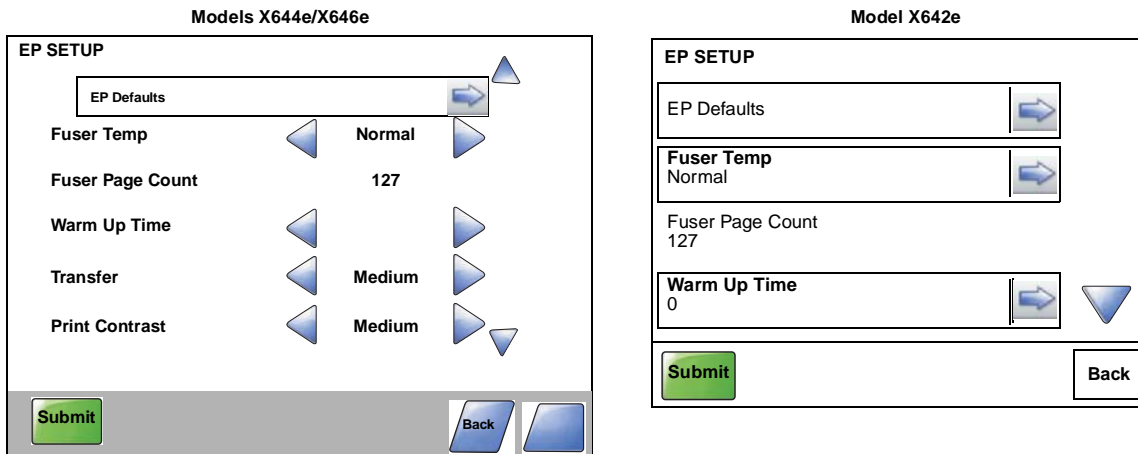 Models X644e/X646e
EP SETUP
EP Defaults
Fuser Temp Normal
Fuser Page Count 127
Warm Up Time
Transfer Medium
Print Contrast Medium
Submit
Back
Model X642e
EP SETUP
EP Defaults
Fuser Temp
Normal
Fuser Page Count
127
Warm Up Time
0
Submit
Back